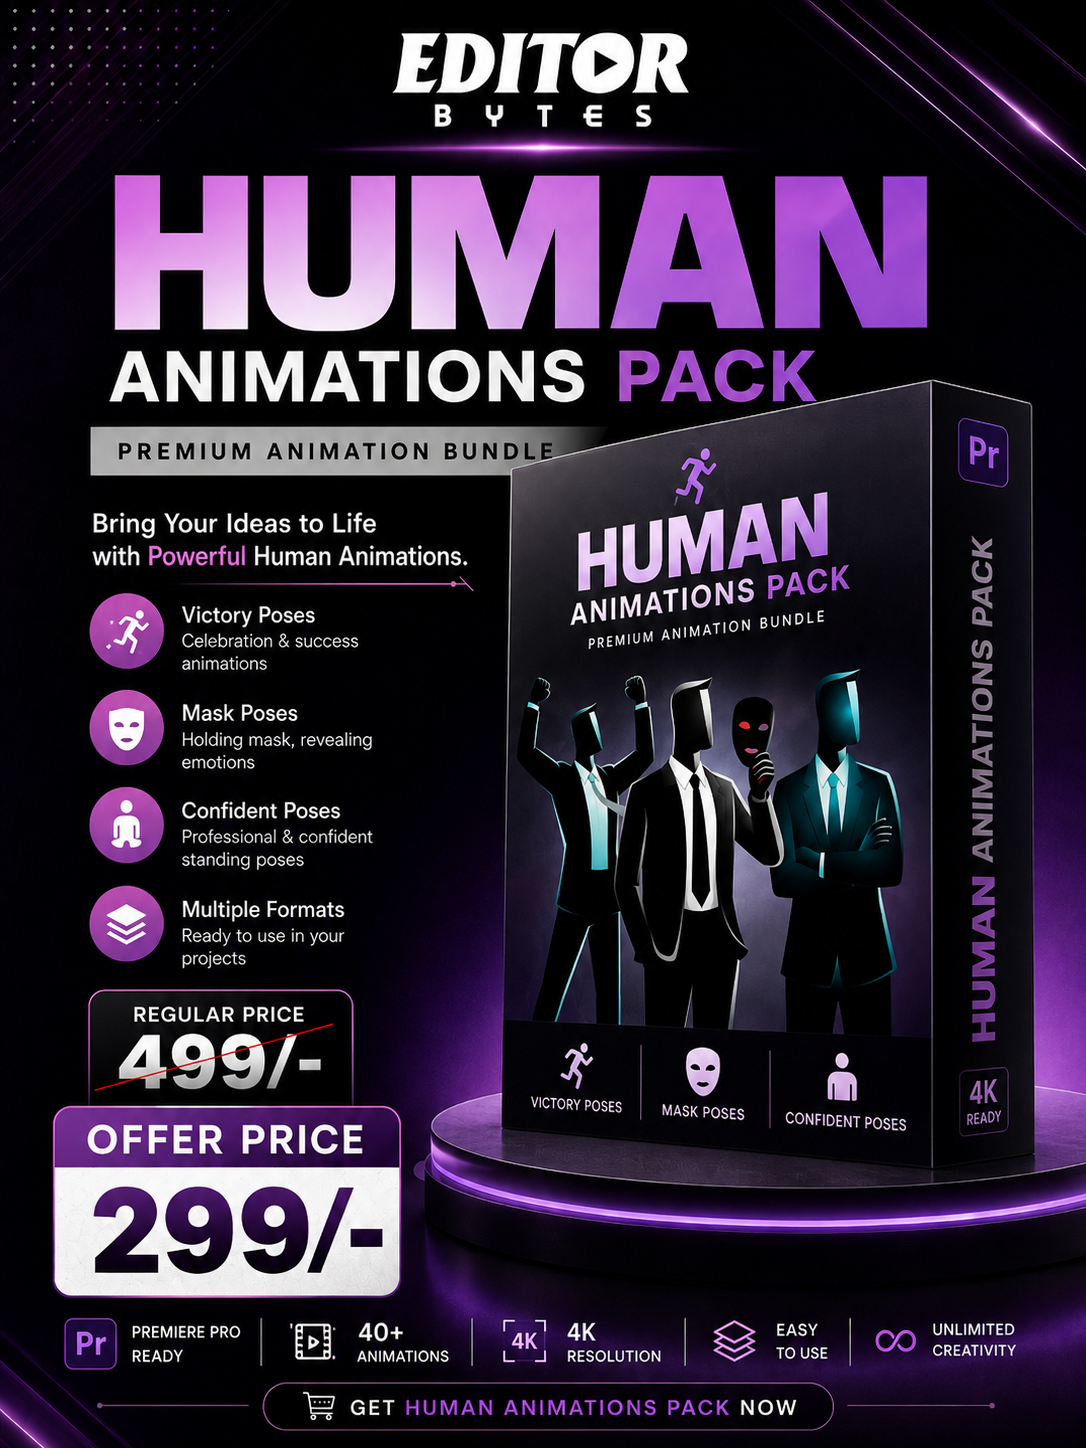 EDITOR
BYTES
HUMAN
ANIMATIONS PACK
PREMIUM ANIMATION BUNDLE
Bring Your Ideas to Life
with Powerful Human Animations.
Victory Poses
Celebration & success
animations
Mask Poses
Holding mask, revealing
emotions
Confident Poses
Professional & confident
standing poses
Multiple Formats
Ready to use in your
projects
REGULAR PRICE
499/-
OFFER PRICE
299/-
HUMAN
ANIMATIONS PACK
PREMIUM ANIMATION BUNDLE
VICTORY POSES
MASK POSES
CONFIDENT POSES
Pr
HUMAN ANIMATIONS PACK
4K
READY
Pr
PREMIERE PRO
READY
40+
ANIMATIONS
4K
4K
RESOLUTION
EASY
TO USE
UNLIMITED
CREATIVITY
GET HUMAN ANIMATIONS PACK NOW